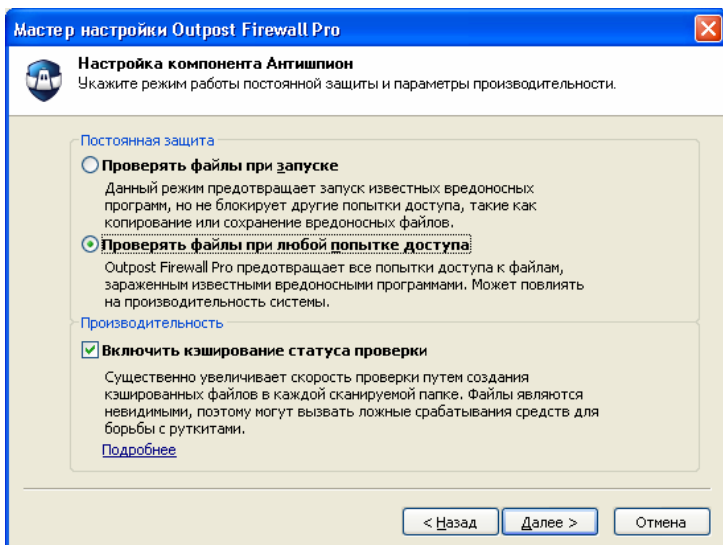 Мастер настройки Outpost Firewall Pro
Настройка компонента Антишпион
Укажите режим работы постоянной защиты и параметры производительности.
Постоянная защита
Проверять файлы при запуске
Данный режим предотвращает запуск известных вредоносных
программ, но не блокирует другие попытки доступа, такие как
копирование или сохранение вредоносных файлов.
Проверять файлы при любой попытке доступа
Outpost Firewall Pro предотвращает все попытки доступа к файлам,
зараженным известными вредоносными программами. Может повлиять
на производительность системы.
Производительность
Включить кэширование статуса проверки
Существенно увеличивает скорость проверки путем создания
кэшированных файлов в каждой сканируемой папке. Файлы являются
невидимыми, поэтому могут вызвать ложные срабатывания средств для
борьбы с руткитами.
Подробнее
< Назад Далее > Отмена